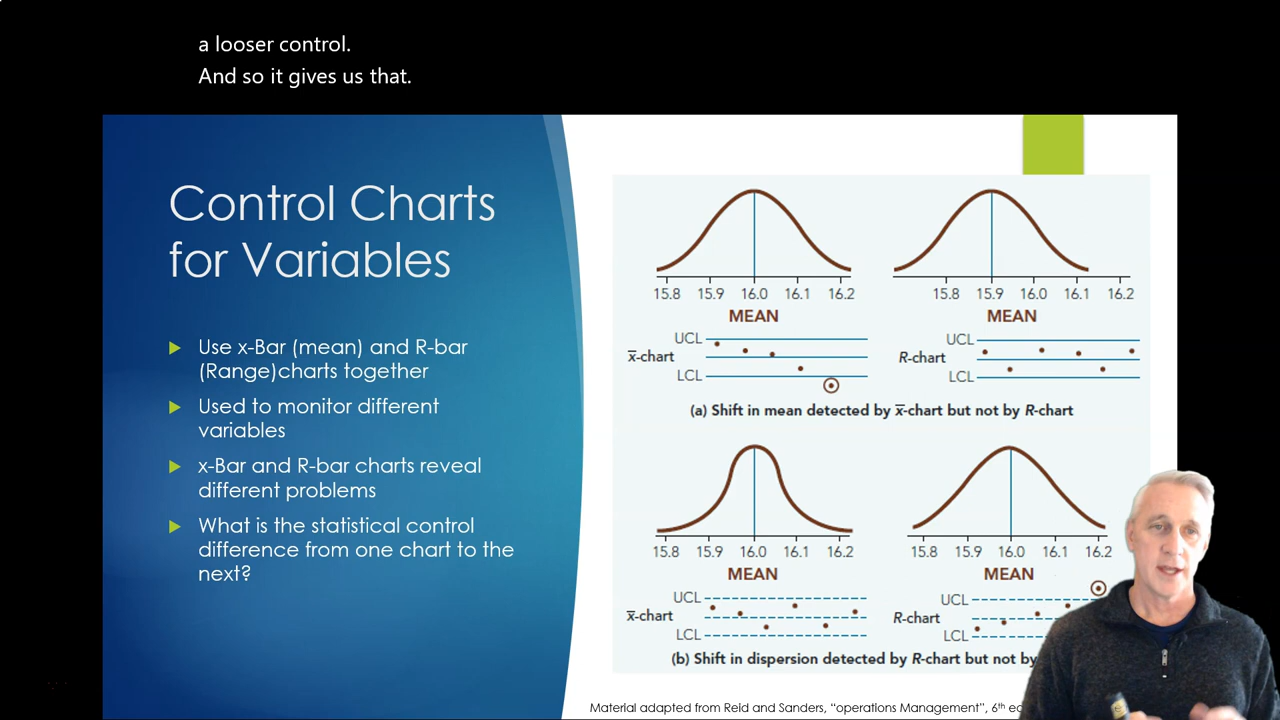 a looser control.
And so it gives us that.
Control Charts
for Variables
Use x-Bar (mean) and R-bar
(Range)charts together
Used to monitor different
variables
x-Bar and R-bar charts reveal
different problems
What is the statistical control
difference from one chart to the
next?
15.8 15.9 16.0 16.1 16.2
MEAN
UCL
x̅-chart
LCL
15.8 15.9 16.0 16.1 16.2
MEAN
UCL
R-chart
LCL
(a) Shift in mean detected by x̅-chart but not by R-chart
15.8 15.9 16.0 16.1 16.2
MEAN
UCL
x̅-chart
LCL
15.8 15.9 16.0 16.1 16.2
MEAN
UCL
R-chart
LCL
(b) Shift in dispersion detected by R-chart but not by
Material adapted from Reid and Sanders, “operations Management”, 6th